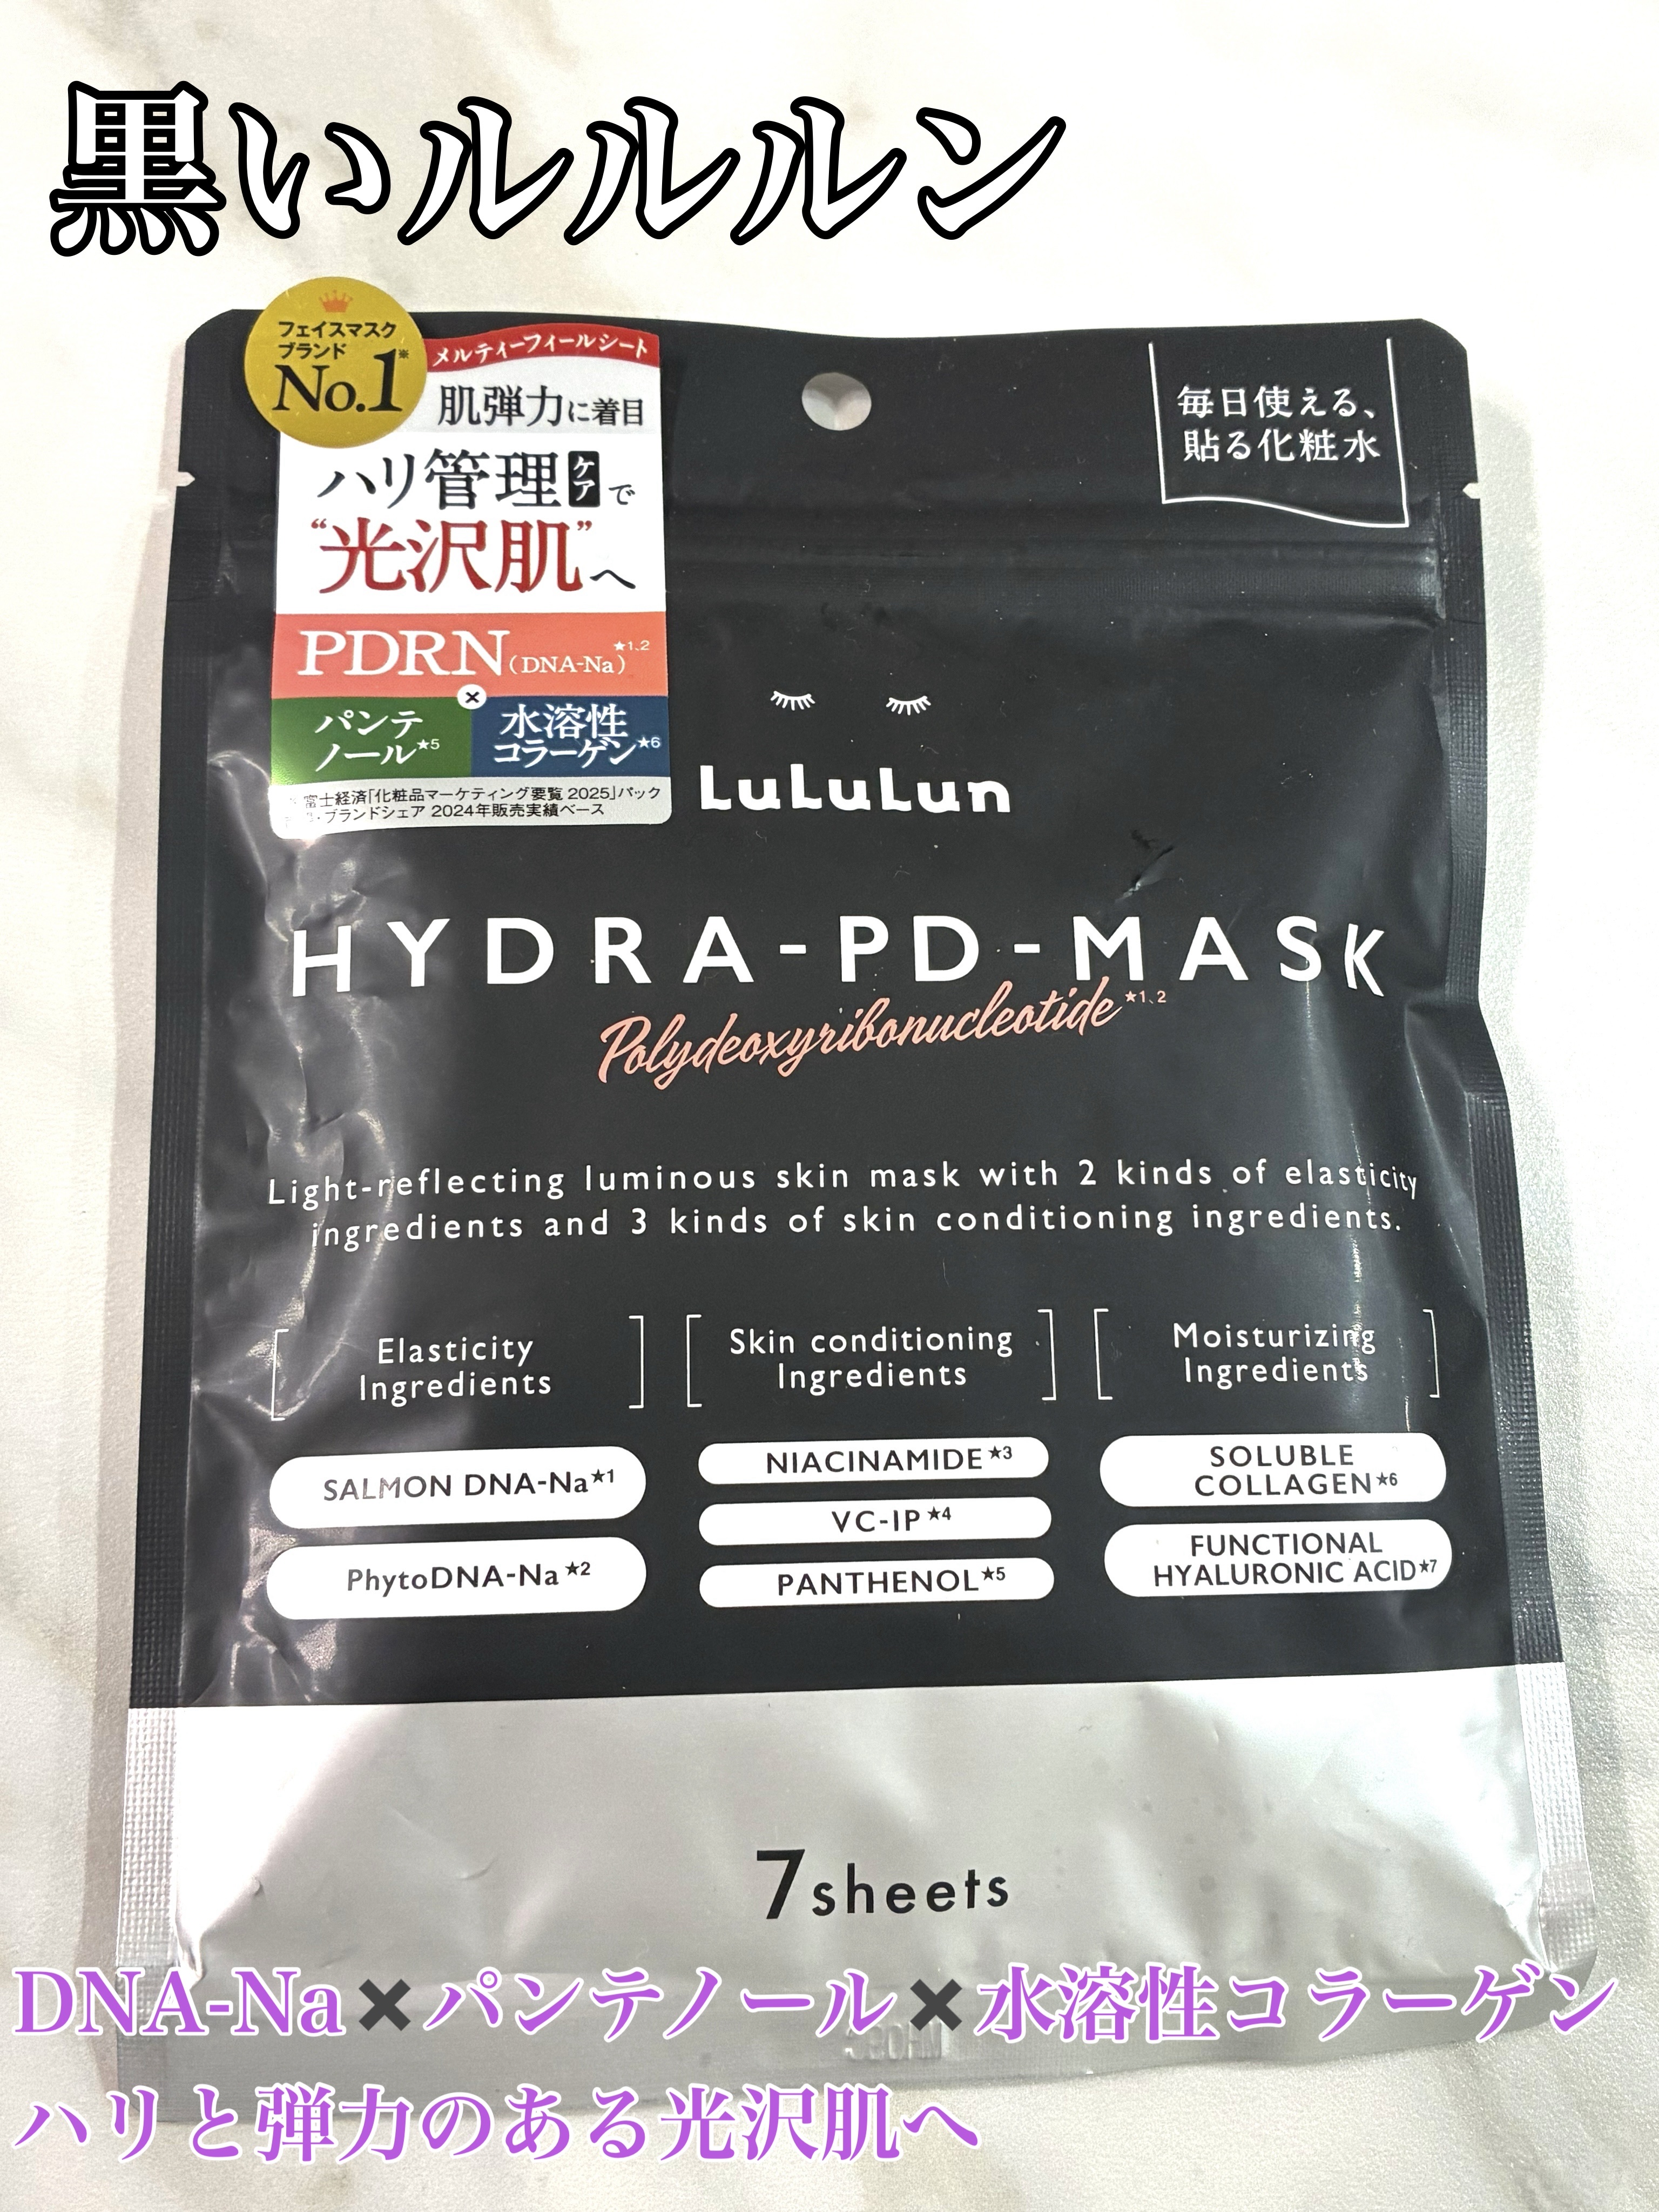 黒いルルルン
フェイスマスク
ブランド
No.1※
メルティーフィールシート
肌弾力に着目
ハリ管理ケアで
“光沢肌”へ
PDRN(DNA-Na)★1、2
×
パンテ
ノール★5
水溶性
コラーゲン★6
富士経済「化粧品マーケティング要覧 2025」パック
・ブランドシェア 2024年販売実績ベース
毎日使える、
貼る化粧水
LuLuLun
HYDRA-PD-MASK
Polydeoxyribonucleotide★1、2
Light-reflecting luminous skin mask with 2 kinds of elasticity
ingredients and 3 kinds of skin conditioning ingredients.
Elasticity
Ingredients
SALMON DNA-Na★1
PhytoDNA-Na★2
Skin conditioning
Ingredients
NIACINAMIDE★3
VC-IP★4
PANTHENOL★5
Moisturizing
Ingredients
SOLUBLE
COLLAGEN★6
FUNCTIONAL
HYALURONIC ACID★7
7sheets
DNA-Na✖パンテノール✖水溶性コラーゲン
ハリと弾力のある光沢肌へ